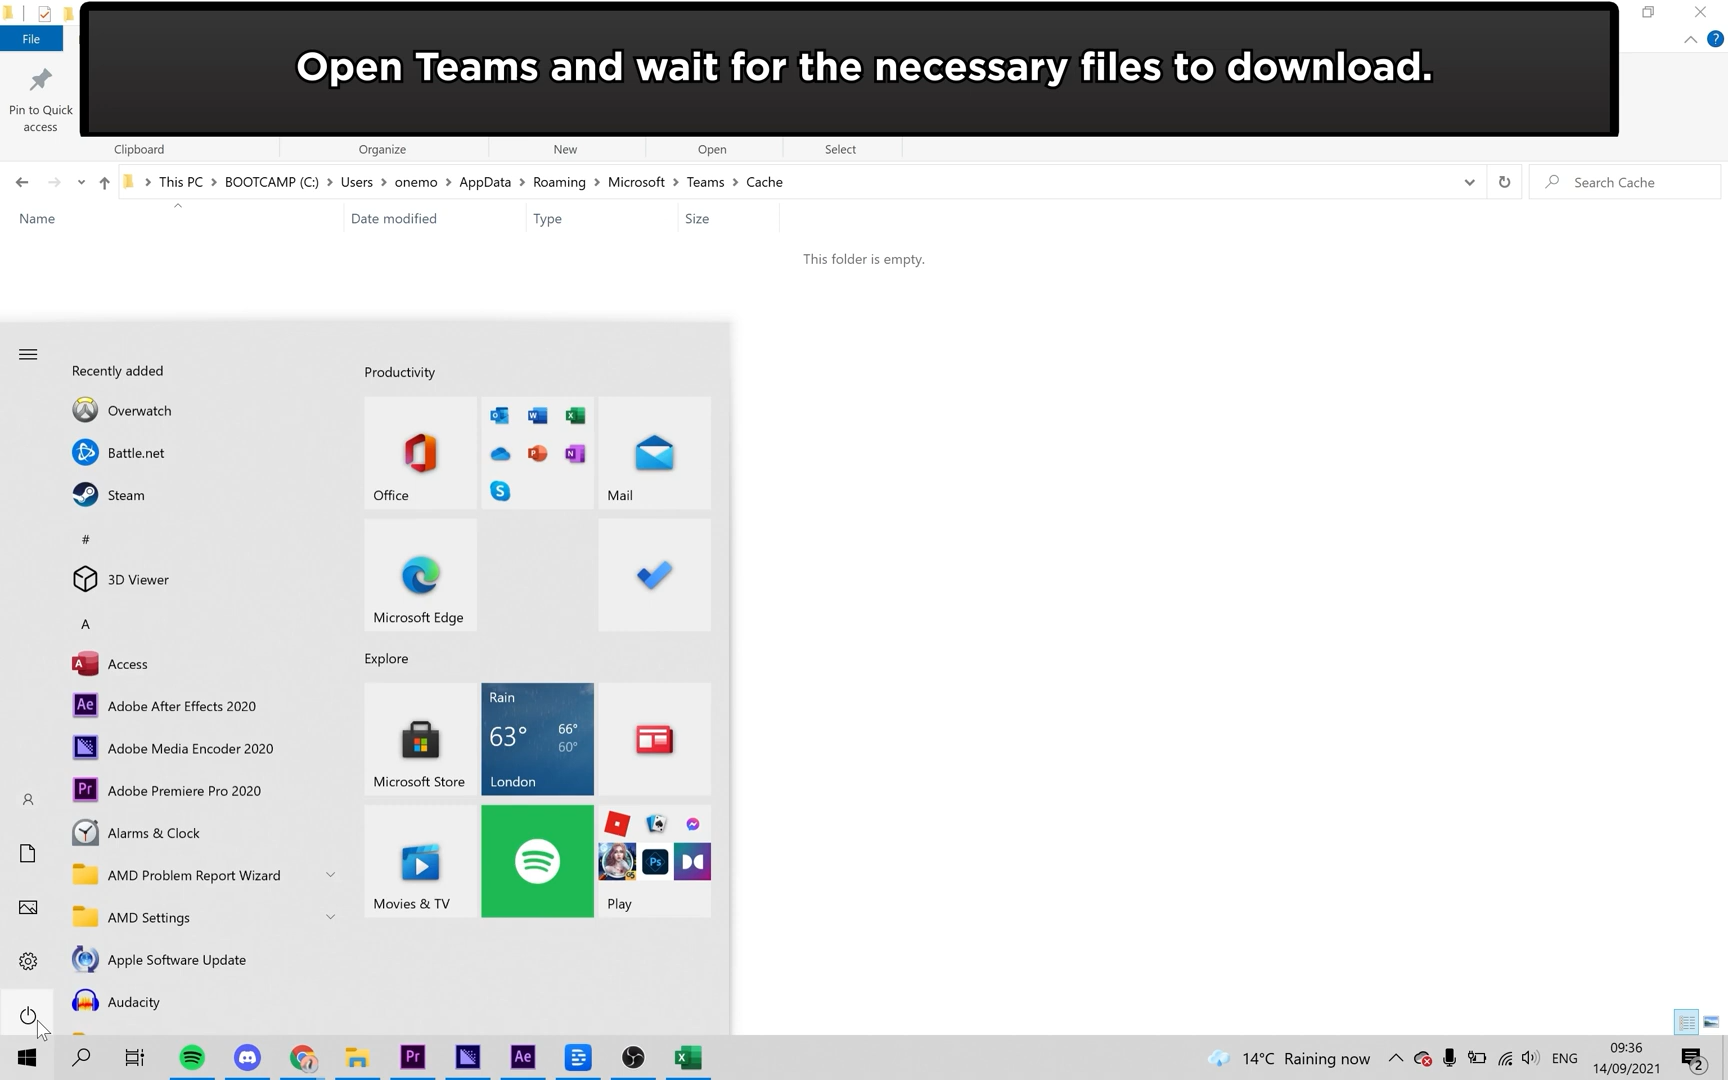 Open Teams and wait for the necessary files to download.
File
?
Pin to Quick
access
Clipboard
Organize
New
Open
Select
This PC
BOOTCAMP (C:)
Users
onemo
AppData
Roaming
Microsoft
Teams
Cache
Search Cache
Name
Date modified
Type
Size
This folder is empty.
Recently added
Overwatch
Battle.net
Steam
#
3D Viewer
A
Access
Adobe After Effects 2020
Adobe Media Encoder 2020
Adobe Premiere Pro 2020
Alarms & Clock
AMD Problem Report Wizard
AMD Settings
Apple Software Update
Audacity
Productivity
Office
Mail
Microsoft Edge
Explore
Microsoft Store
Rain
63°
66°
60°
London
Movies & TV
Ps
Play
Pr
Ae
14°C Raining now
ENG
09:36
14/09/2021
2